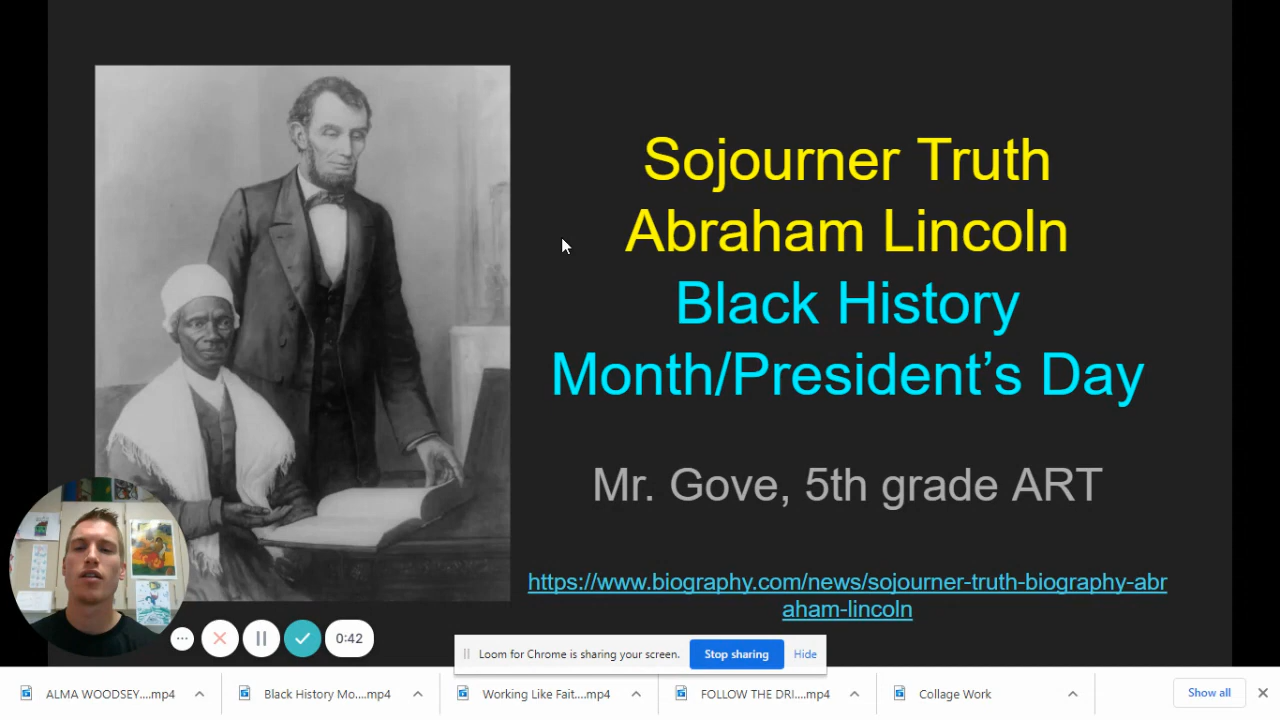 Sojourner Truth
Abraham Lincoln
Black History
Month/President’s Day
Mr. Gove, 5th grade ART
https://www.biography.com/news/sojourner-truth-biography-abr
aham-lincoln
0:42
Loom for Chrome is sharing your screen. Stop sharing Hide
ALMA WOODSEY....mp4 Black History Mo....mp4 Working Like Fait....mp4 FOLLOW THE DRI....mp4 Collage Work Show all